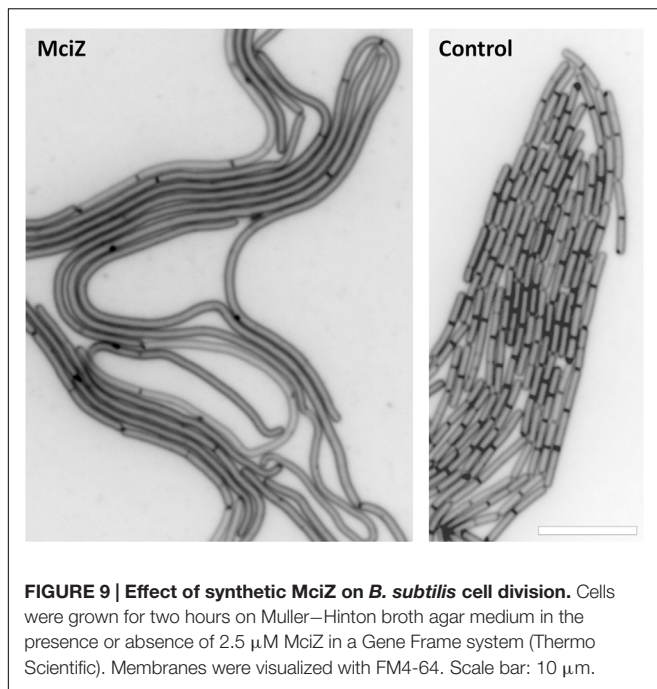 MciZ
Control
FIGURE 9 | Effect of synthetic MciZ on B. subtilis cell division. Cells
were grown for two hours on Muller–Hinton broth agar medium in the
presence or absence of 2.5 μM MciZ in a Gene Frame system (Thermo
Scientific). Membranes were visualized with FM4-64. Scale bar: 10 μm.